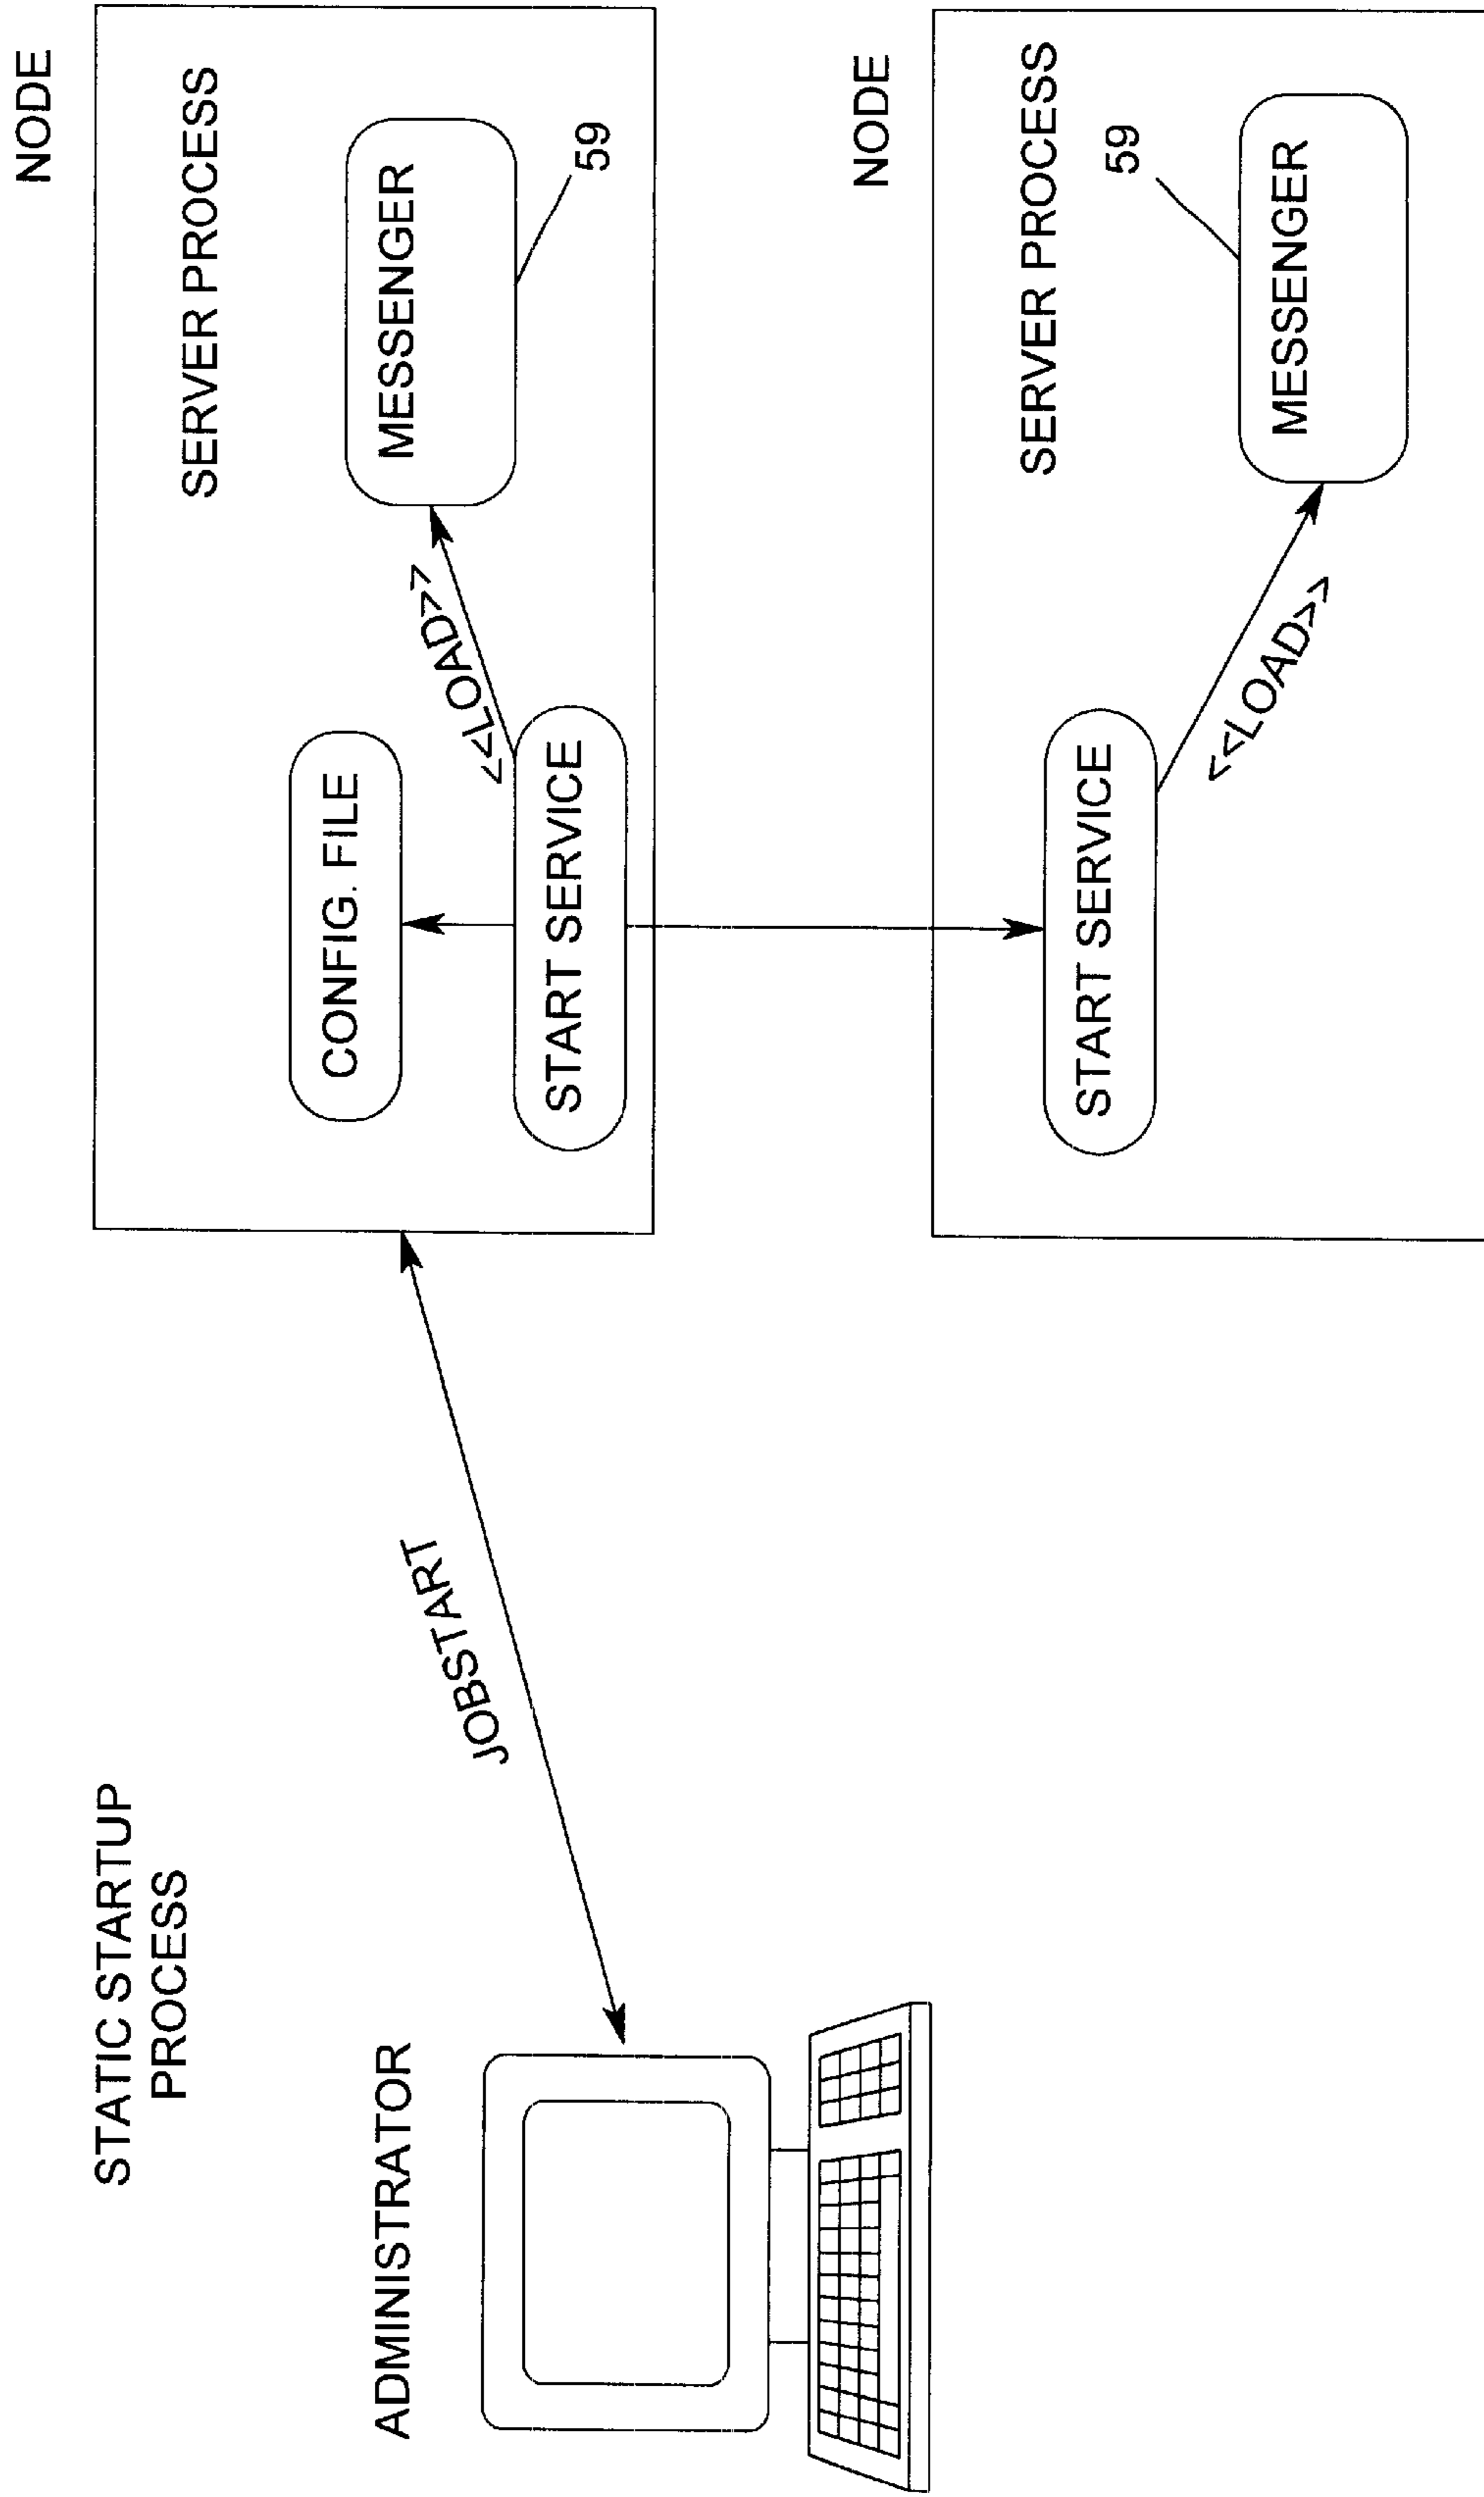 STATIC STARTUP
PROCESS
ADMINISTRATOR
JOBSTART
NODE
SERVER PROCESS
CONFIG. FILE
<<LOAD>>
MESSENGER
START SERVICE
59
NODE
SERVER PROCESS
START SERVICE
59
MESSENGER
<<LOAD>>